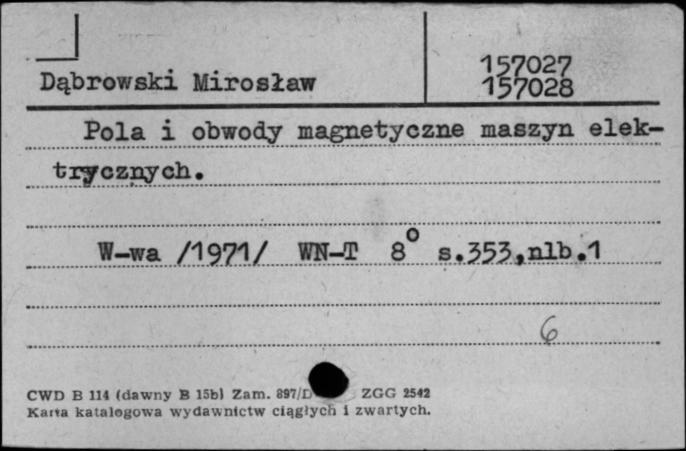 157027
Dąbrowski Mirosław 157028
Pola i obwody magnetyczne maszyn elek-
trycznych.
W-wa /1971/ WN-T 8° s.353,nlb.1
6
CWD B 114 (dawny B 15b) Zam. 897/D ZGG 2542
Karta katalogowa wydawnictw ciągłych i zwartych.